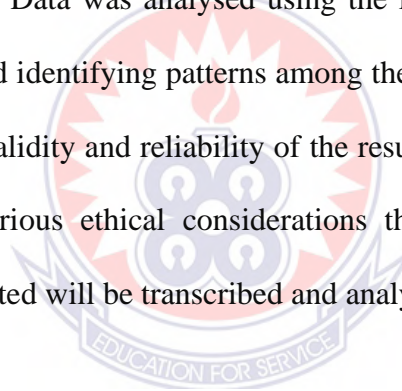 Data was analysed using the
d identifying patterns among the
alidity and reliability of the resu
rious ethical considerations th
ted will be transcribed and analy
EDUCATION FOR SERVICE